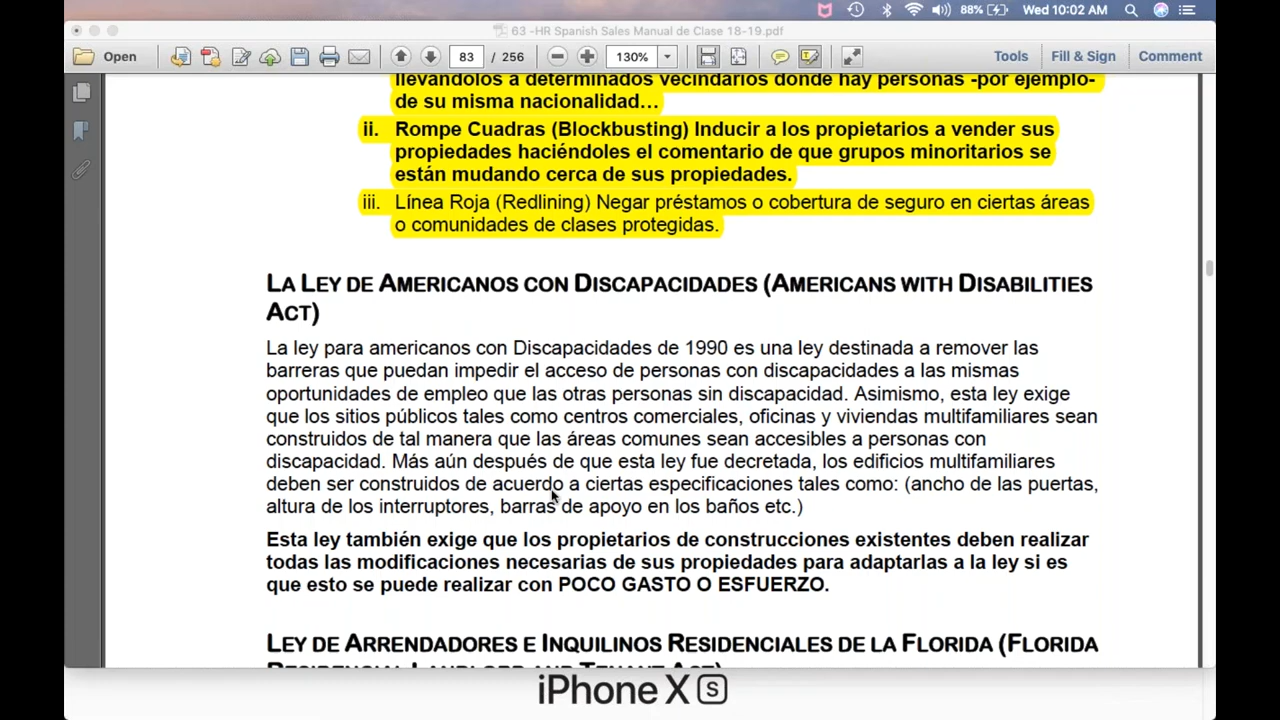 88% Wed 10:02 AM
63 -HR Spanish Sales Manual de Clase 18-19.pdf
Open 83 / 256 130% Tools Fill & Sign Comment
llevándolos a determinados vecindarios donde hay personas -por ejemplo-
de su misma nacionalidad…
ii. Rompe Cuadras (Blockbusting) Inducir a los propietarios a vender sus
propiedades haciéndoles el comentario de que grupos minoritarios se
están mudando cerca de sus propiedades.
iii. Línea Roja (Redlining) Negar préstamos o cobertura de seguro en ciertas áreas
o comunidades de clases protegidas.
LA LEY DE AMERICANOS CON DISCAPACIDADES (AMERICANS WITH DISABILITIES
ACT)
La ley para americanos con Discapacidades de 1990 es una ley destinada a remover las
barreras que puedan impedir el acceso de personas con discapacidades a las mismas
oportunidades de empleo que las otras personas sin discapacidad. Asimismo, esta ley exige
que los sitios públicos tales como centros comerciales, oficinas y viviendas multifamiliares sean
construidos de tal manera que las áreas comunes sean accesibles a personas con
discapacidad. Más aún después de que esta ley fue decretada, los edificios multifamiliares
deben ser construidos de acuerdo a ciertas especificaciones tales como: (ancho de las puertas,
altura de los interruptores, barras de apoyo en los baños etc.)
Esta ley también exige que los propietarios de construcciones existentes deben realizar
todas las modificaciones necesarias de sus propiedades para adaptarlas a la ley si es
que esto se puede realizar con POCO GASTO O ESFUERZO.
LEY DE ARRENDADORES E INQUILINOS RESIDENCIALES DE LA FLORIDA (FLORIDA
RESIDENCIAL LANDLORD AND TENANT ACT)
iPhone XS